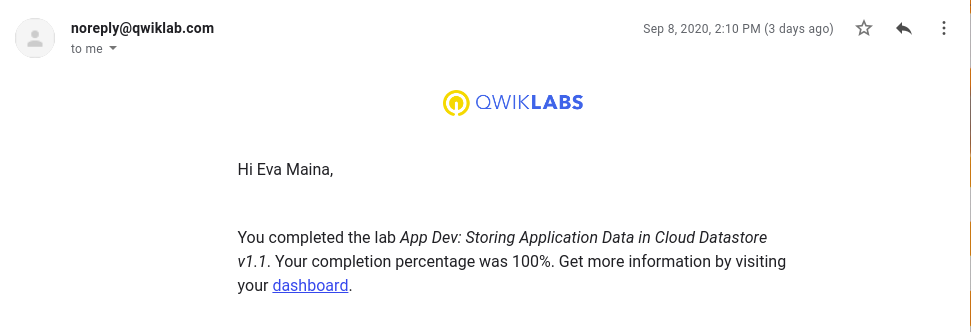 noreply@qwiklab.com
Sep 8, 2020, 2:10 PM (3 days ago)
to me
QWIKLABS
Hi Eva Maina,
You completed the lab App Dev: Storing Application Data in Cloud Datastore
v1.1. Your completion percentage was 100%. Get more information by visiting
your dashboard.